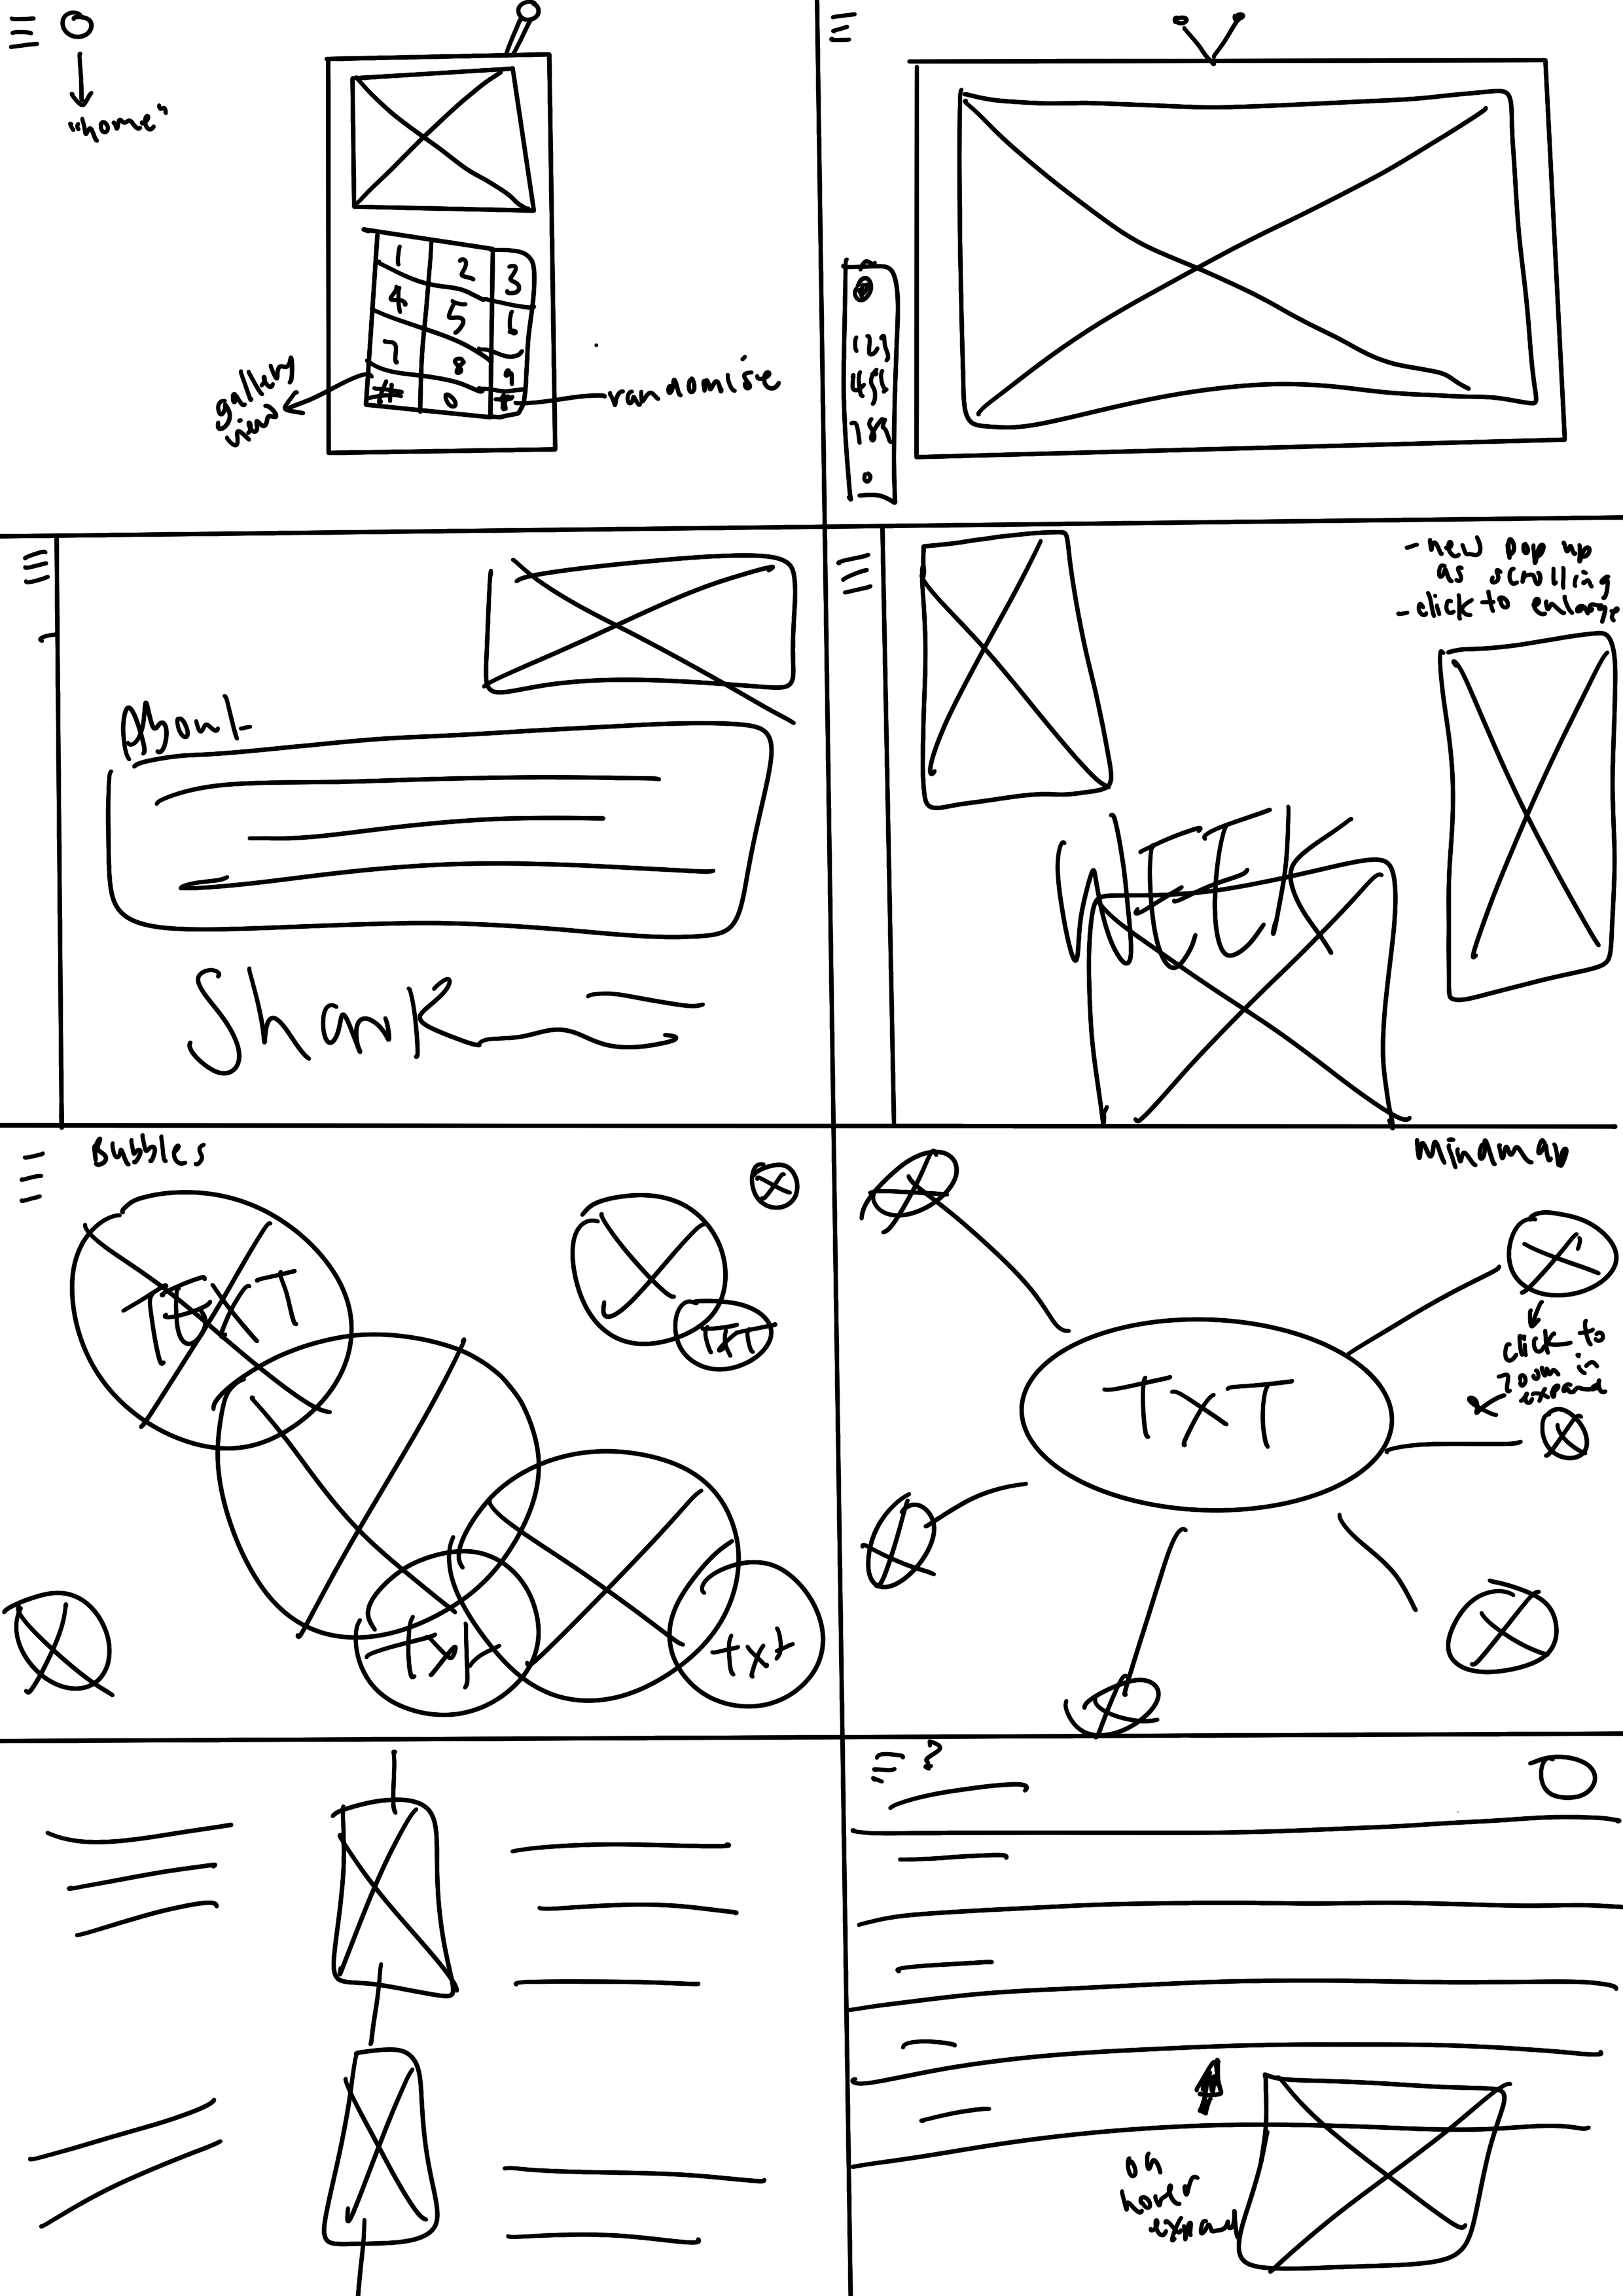 "home"
1 2 3
4 5 6
7 8 9
# 0 *
gallery
view
randomise
123
456
789
0
About
Shank
- new pop up
as scrolling
- click to enlarge
WEEK
Bubbles
TEXT
TXT
TXT
txt
Mindmap
TXT
click to
zoom in
expand
on
hover
expand